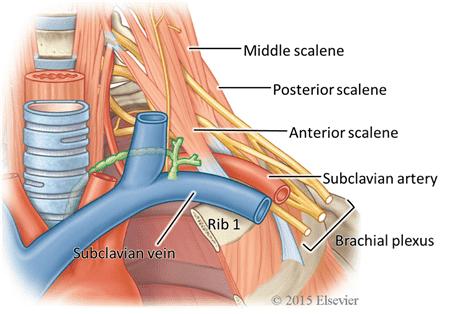 Middle scalene
Posterior scalene
Anterior scalene
Subclavian artery
Rib 1
Brachial plexus
Subclavian vein
© 2015 Elsevier